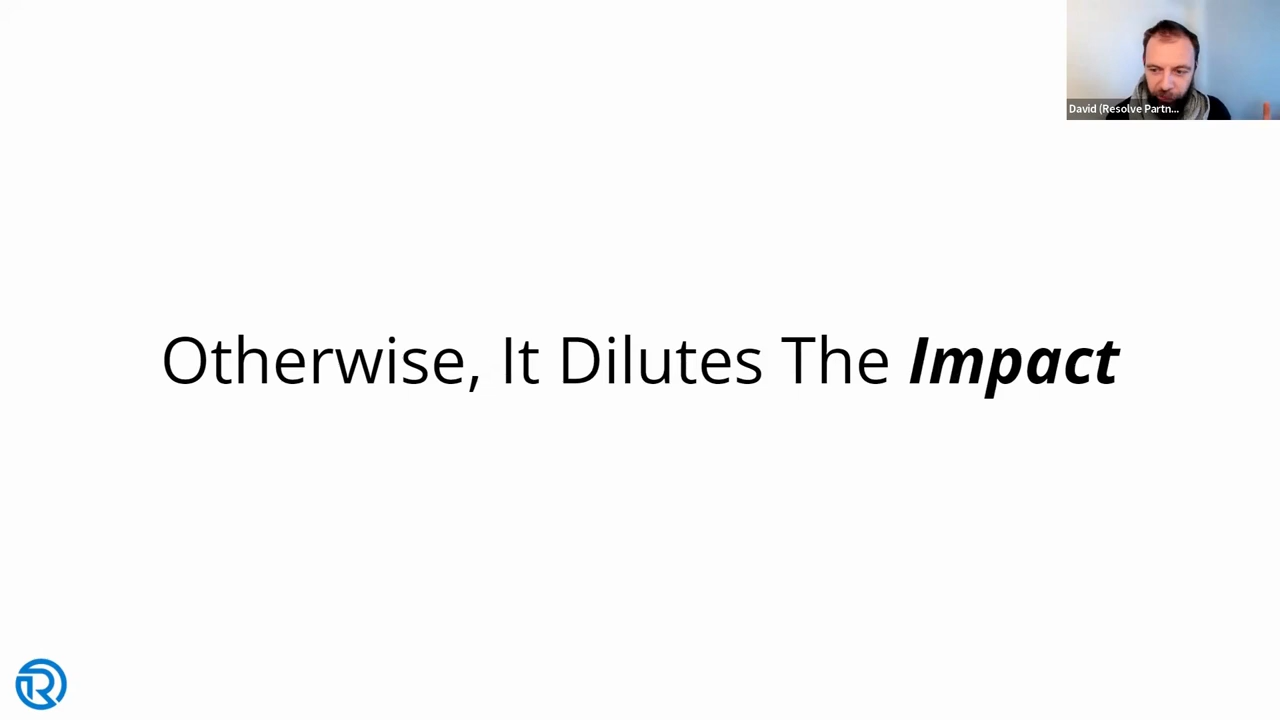 David (Resolve Partn...
Otherwise, It Dilutes The Impact
R